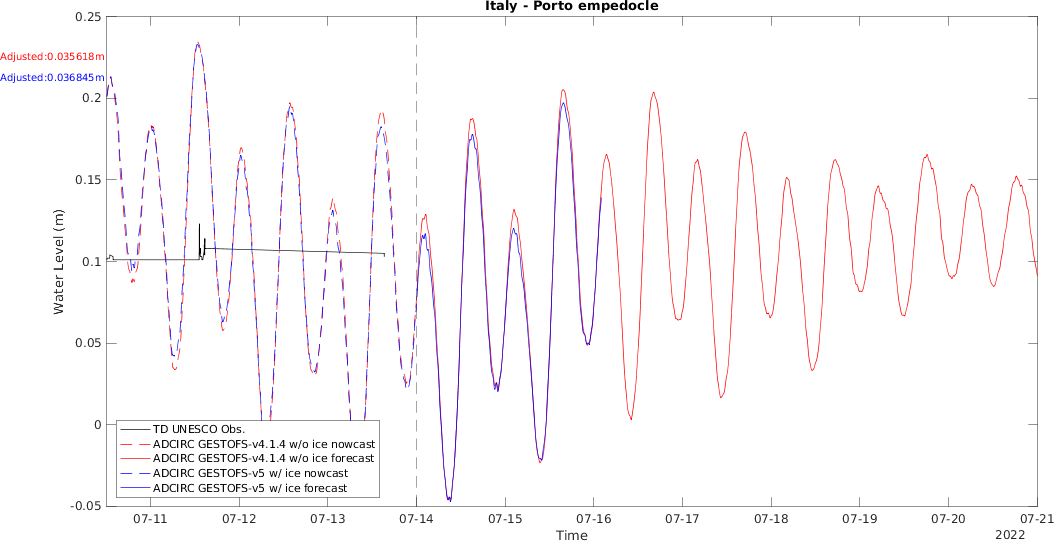 Italy - Porto empedocle
Adjusted:0.035618m
Adjusted:0.036845m
Water Level (m)
0.25
0.2
0.15
0.1
0.05
0
-0.05
TD UNESCO Obs.
ADCIRC GESTOFS-v4.1.4 w/o ice nowcast
ADCIRC GESTOFS-v4.1.4 w/o ice forecast
ADCIRC GESTOFS-v5 w/ ice nowcast
ADCIRC GESTOFS-v5 w/ ice forecast
07-11 07-12 07-13 07-14 07-15 07-16 07-17 07-18 07-19 07-20 07-21
Time
2022